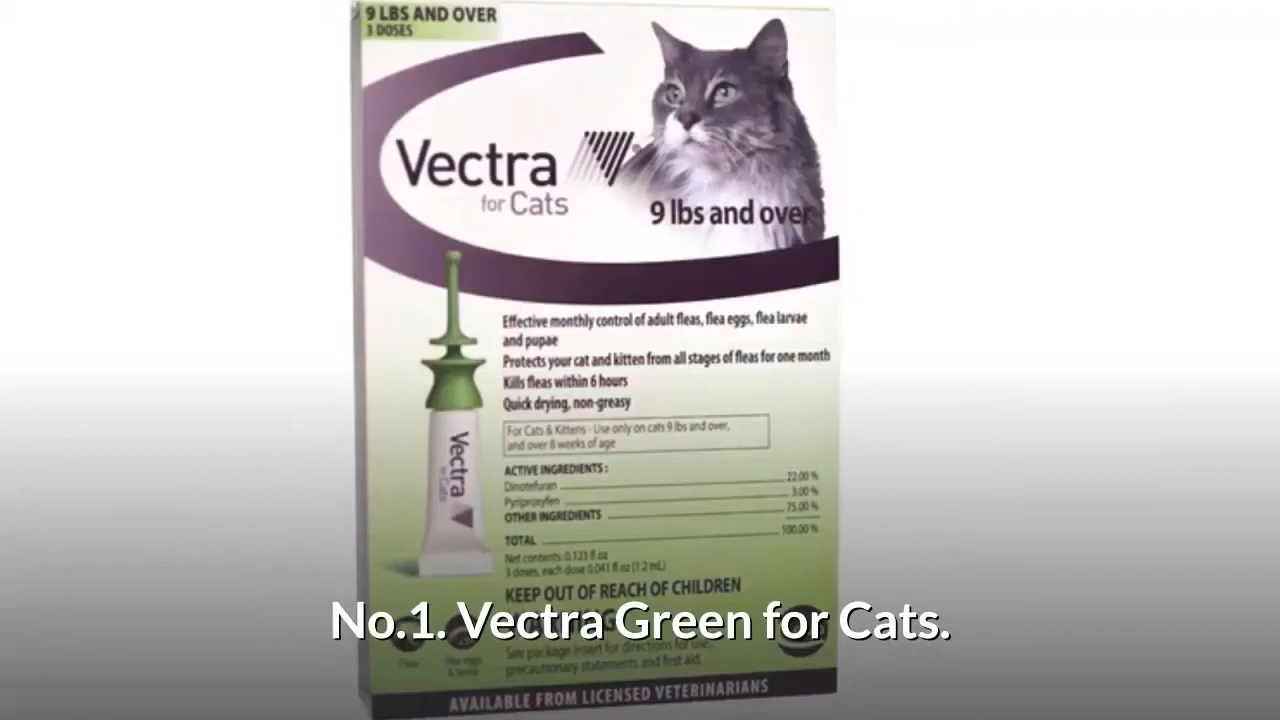 9 LBS AND OVER
3 DOSES
Vectra
for Cats
9 lbs and over
Effective monthly control of adult fleas, flea eggs, flea larvae
and pupae
Protects your cat and kitten from all stages of fleas for one month
Kills fleas within 6 hours
Quick drying, non-greasy
For Cats & Kittens - Use only on cats 9 lbs and over,
and over 8 weeks of age
ACTIVE INGREDIENTS:
Dinotefuran 22.00 %
Pyriproxyfen 3.00 %
OTHER INGREDIENTS 75.00 %
TOTAL 100.00 %
Net contents: 0.123 fl oz
3 doses, each dose 0.041 fl oz (1.2 mL)
KEEP OUT OF REACH OF CHILDREN
No.1. Vectra Green for Cats.
See package insert for directions for use,
precautionary statements and first aid.
AVAILABLE FROM LICENSED VETERINARIANS
Vectra
for Cats